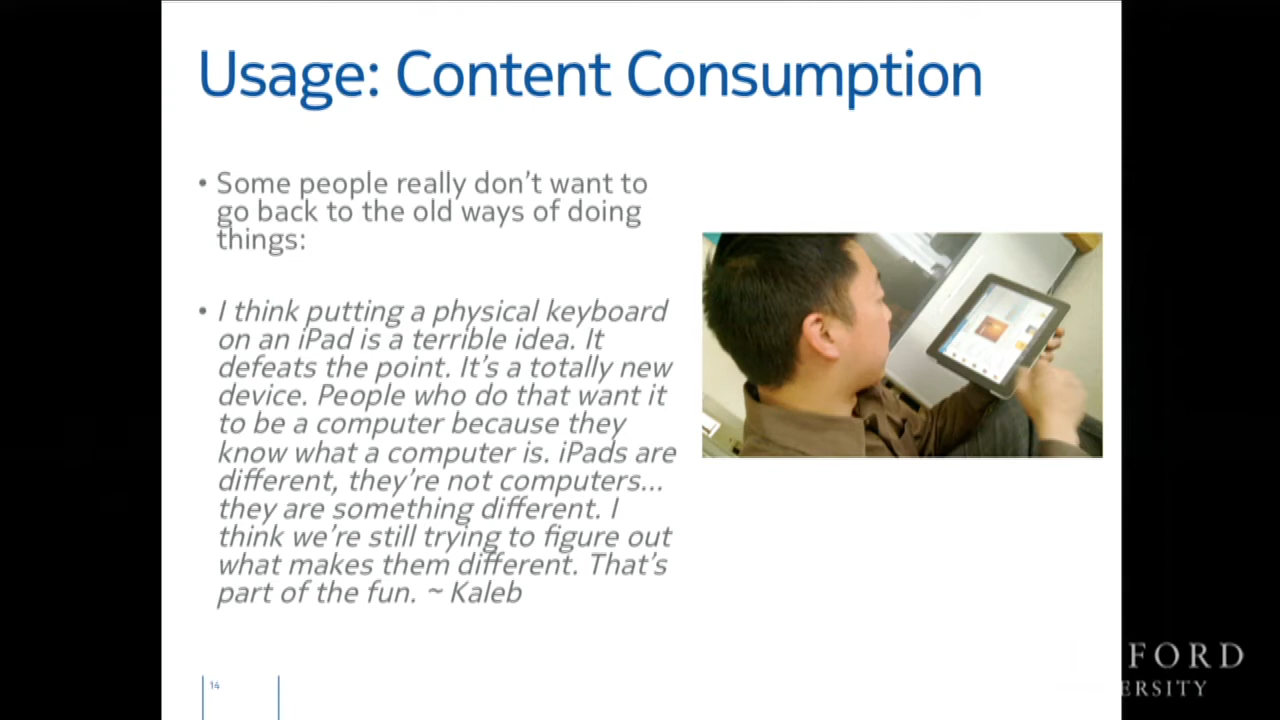 Usage: Content Consumption
• Some people really don't want to
go back to the old ways of doing
things:
• I think putting a physical keyboard
on an iPad is a terrible idea. It
defeats the point. It's a totally new
device. People who do that want it
to be a computer because they
know what a computer is. iPads are
different, they're not computers...
they are something different. I
think we're still trying to figure out
what makes them different. That's
part of the fun. ~ Kaleb
14
FORD
ERSITY